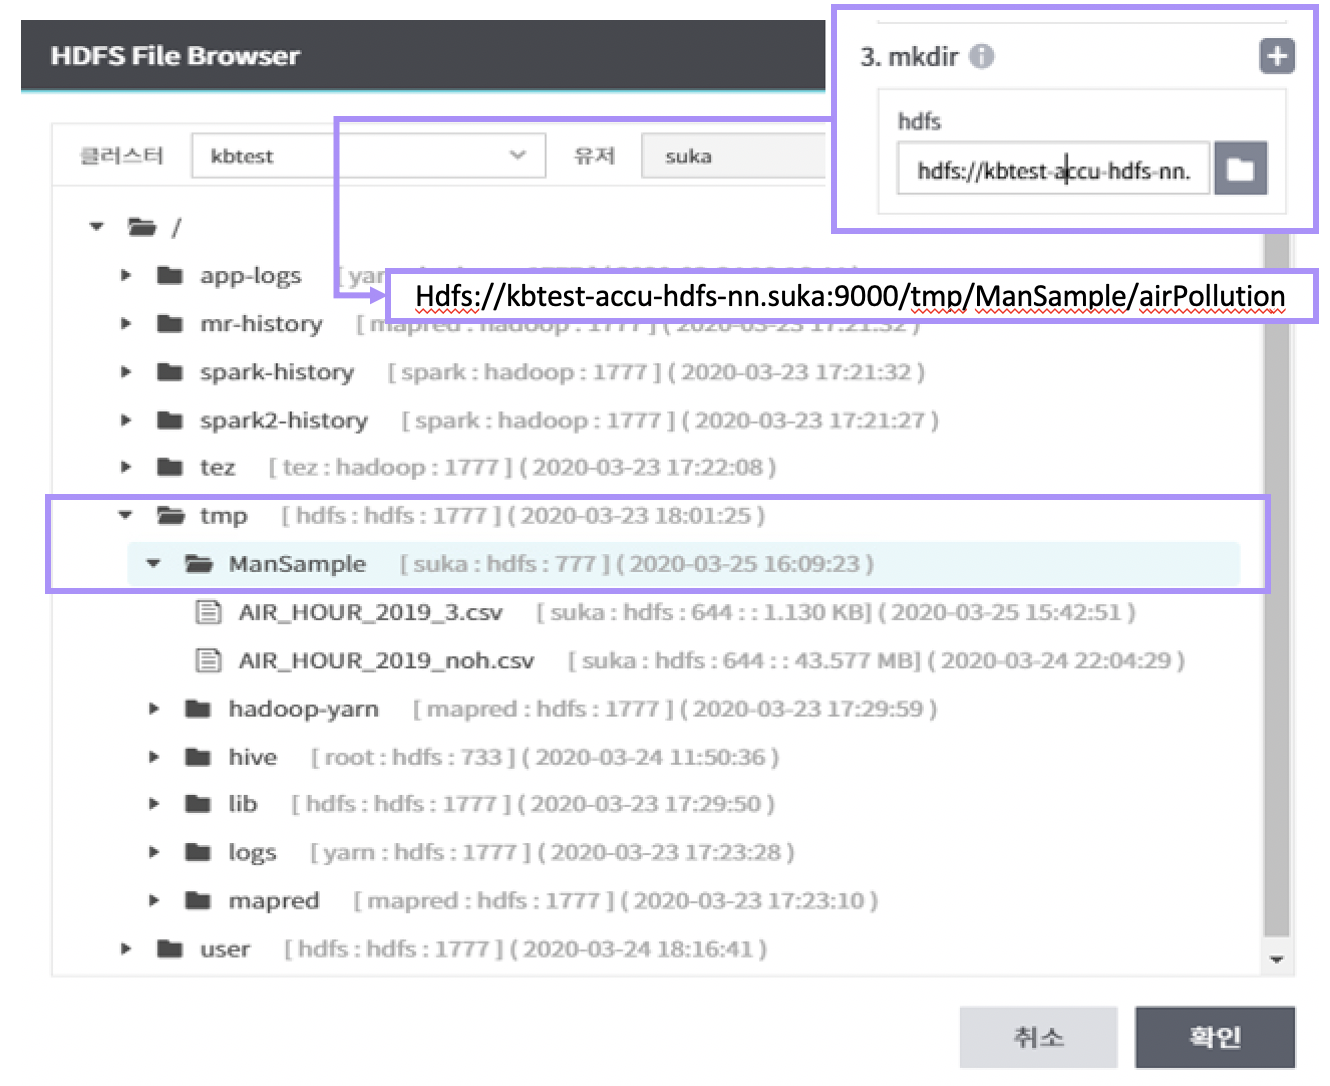 HDFS File Browser
3. mkdir
hdfs
hdfs://kbtest-accu-hdfs-nn.
클러스터 kbtest 유저 suka
/
app-logs
Hdfs://kbtest-accu-hdfs-nn.suka:9000/tmp/ManSample/airPollution
mr-history [ mapred : hadoop : 1777 ] ( 2020-03-23 17:21:32 )
spark-history [ spark : hadoop : 1777 ] ( 2020-03-23 17:21:32 )
spark2-history [ spark : hadoop : 1777 ] ( 2020-03-23 17:21:27 )
tez [ tez : hadoop : 1777 ] ( 2020-03-23 17:22:08 )
tmp [ hdfs : hdfs : 1777 ] ( 2020-03-23 18:01:25 )
ManSample [ suka : hdfs : 777 ] ( 2020-03-25 16:09:23 )
AIR_HOUR_2019_3.csv [ suka : hdfs : 644 : : 1.130 KB] ( 2020-03-25 15:42:51 )
AIR_HOUR_2019_noh.csv [ suka : hdfs : 644 : : 43.577 MB] ( 2020-03-24 22:04:29 )
hadoop-yarn [ mapred : hdfs : 1777 ] ( 2020-03-23 17:29:59 )
hive [ root : hdfs : 733 ] ( 2020-03-24 11:50:36 )
lib [ hdfs : hdfs : 1777 ] ( 2020-03-23 17:29:50 )
logs [ yarn : hdfs : 1777 ] ( 2020-03-23 17:23:28 )
mapred [ mapred : hdfs : 1777 ] ( 2020-03-23 17:23:10 )
user [ hdfs : hdfs : 1777 ] ( 2020-03-24 18:16:41 )
취소 확인